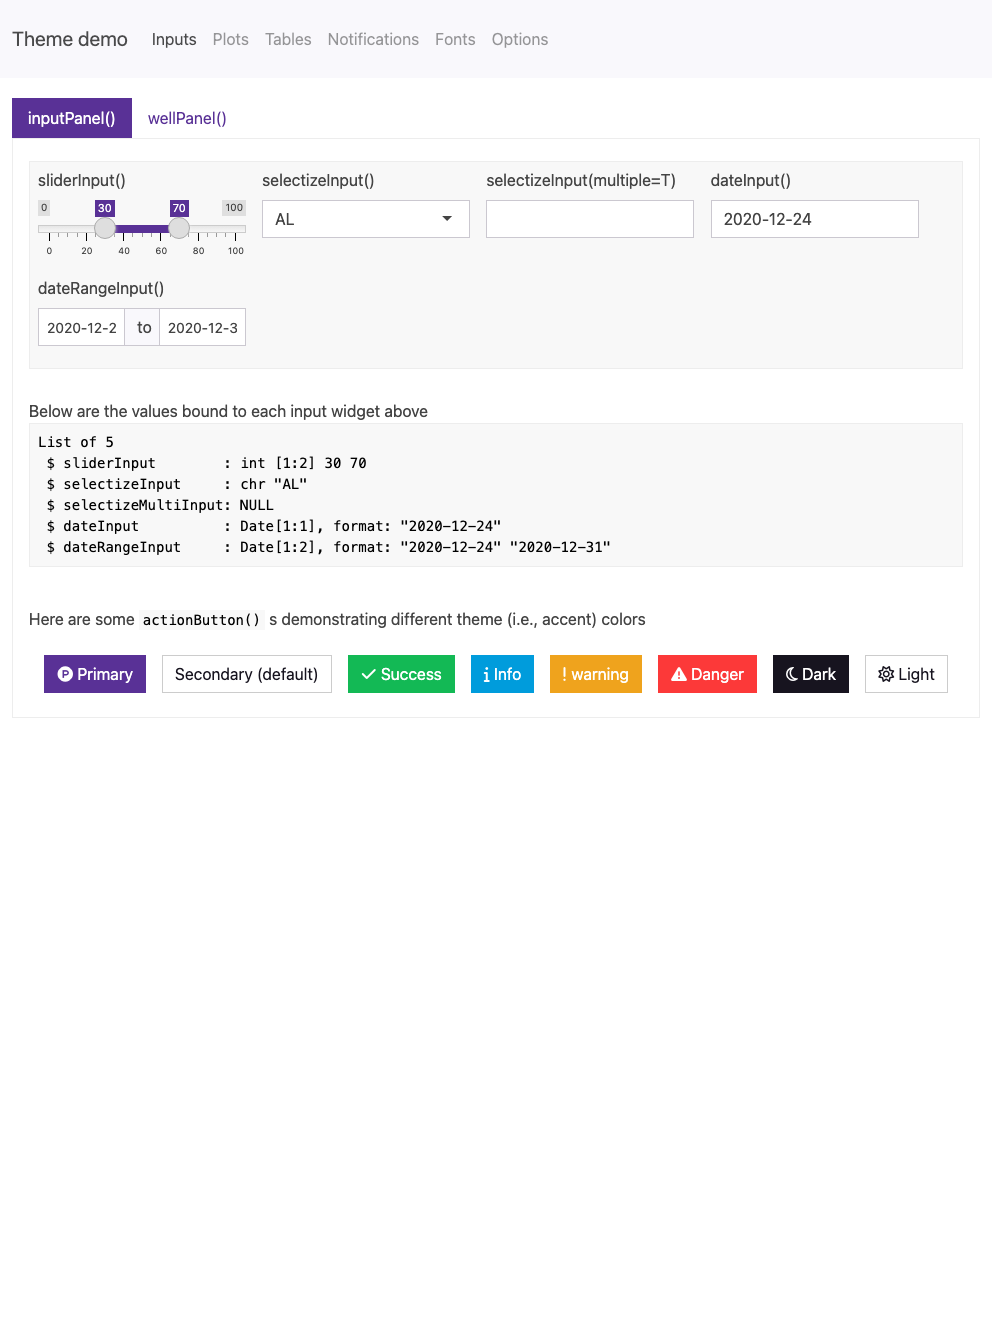 Theme demo Inputs Plots Tables Notifications Fonts Options
inputPanel() wellPanel()
sliderInput() selectizeInput() selectizeInput(multiple=T) dateInput()
0 30 70 100
AL 2020-12-24
0 20 40 60 80 100
dateRangeInput()
2020-12-2 to 2020-12-3
Below are the values bound to each input widget above
List of 5
$ sliderInput : int [1:2] 30 70
$ selectizeInput : chr "AL"
$ selectizeMultiInput: NULL
$ dateInput : Date[1:1], format: "2020-12-24"
$ dateRangeInput : Date[1:2], format: "2020-12-24" "2020-12-31"
Here are some actionButton() s demonstrating different theme (i.e., accent) colors
Primary Secondary (default) Success Info warning Danger Dark Light